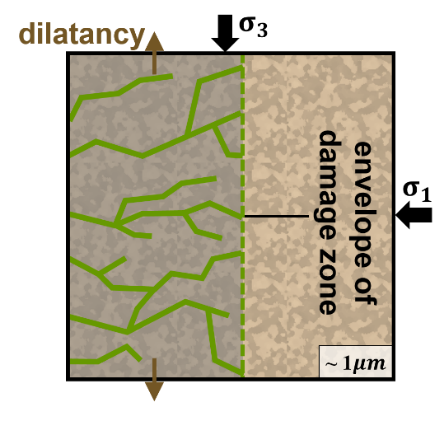 σ₃
dilatancy
envelope of
damage zone
σ₁
~ 1μm